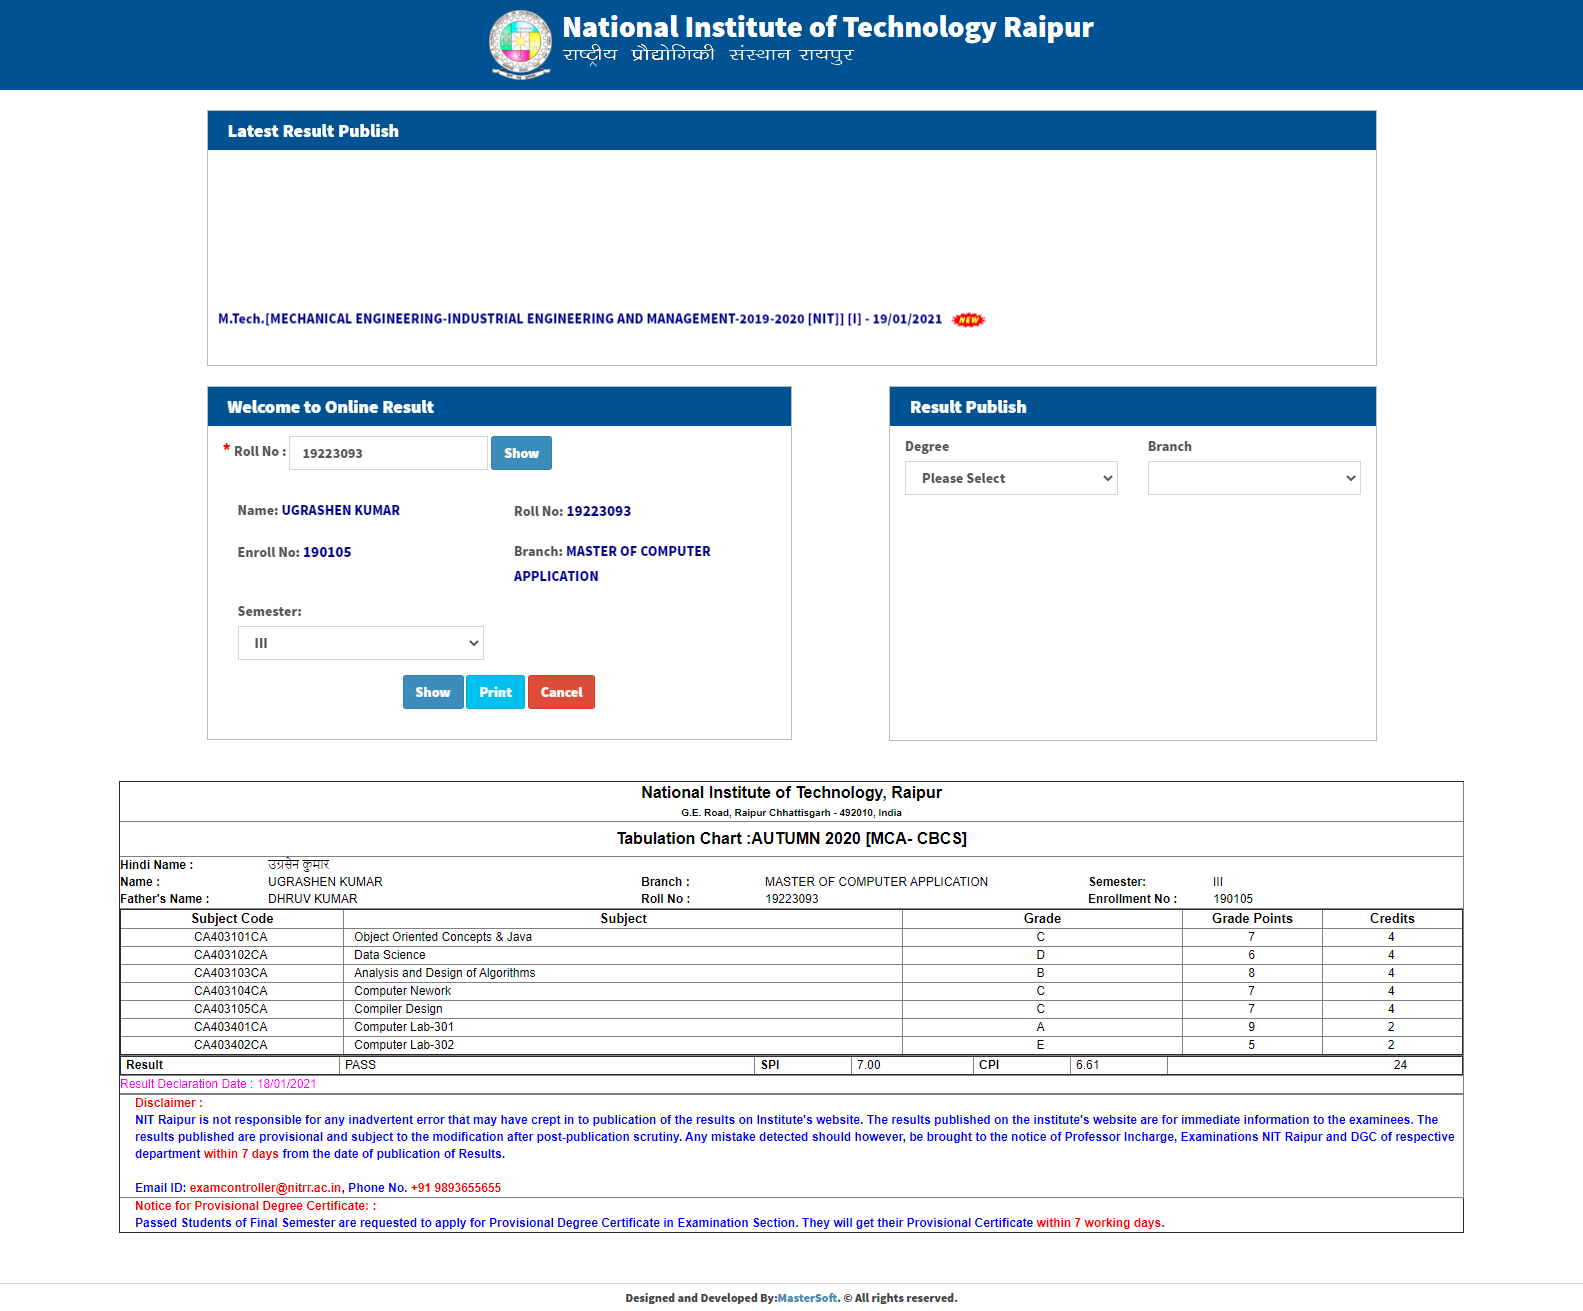 National Institute of Technology Raipur
राष्ट्रीय प्रौद्योगिकी संस्थान रायपुर
Latest Result Publish
M.Tech.[MECHANICAL ENGINEERING-INDUSTRIAL ENGINEERING AND MANAGEMENT-2019-2020 [NIT]] [I] - 19/01/2021 NEW
Welcome to Online Result
* Roll No : 19223093 Show
Name: UGRASHEN KUMAR Roll No: 19223093
Enroll No: 190105 Branch: MASTER OF COMPUTER
APPLICATION
Semester:
III
Show Print Cancel
Result Publish
Degree Branch
Please Select
National Institute of Technology, Raipur
G.E. Road, Raipur Chhattisgarh - 492010, India
Tabulation Chart :AUTUMN 2020 [MCA- CBCS]
Hindi Name : उग्रसेन कुमार
Name : UGRASHEN KUMAR Branch : MASTER OF COMPUTER APPLICATION Semester: III
Father's Name : DHRUV KUMAR Roll No : 19223093 Enrollment No : 190105
Subject Code Subject Grade Grade Points Credits
CA403101CA Object Oriented Concepts & Java C 7 4
CA403102CA Data Science D 6 4
CA403103CA Analysis and Design of Algorithms B 8 4
CA403104CA Computer Nework C 7 4
CA403105CA Compiler Design C 7 4
CA403401CA Computer Lab-301 A 9 2
CA403402CA Computer Lab-302 E 5 2
Result PASS SPI 7.00 CPI 6.61 24
Result Declaration Date : 18/01/2021
Disclaimer :
NIT Raipur is not responsible for any inadvertent error that may have crept in to publication of the results on Institute's website. The results published on the institute's website are for immediate information to the examinees. The
results published are provisional and subject to the modification after post-publication scrutiny. Any mistake detected should however, be brought to the notice of Professor Incharge, Examinations NIT Raipur and DGC of respective
department within 7 days from the date of publication of Results.
Email ID: examcontroller@nitrr.ac.in, Phone No. +91 9893655655
Notice for Provisional Degree Certificate: :
Passed Students of Final Semester are requested to apply for Provisional Degree Certificate in Examination Section. They will get their Provisional Certificate within 7 working days.
Designed and Developed By:MasterSoft. © All rights reserved.